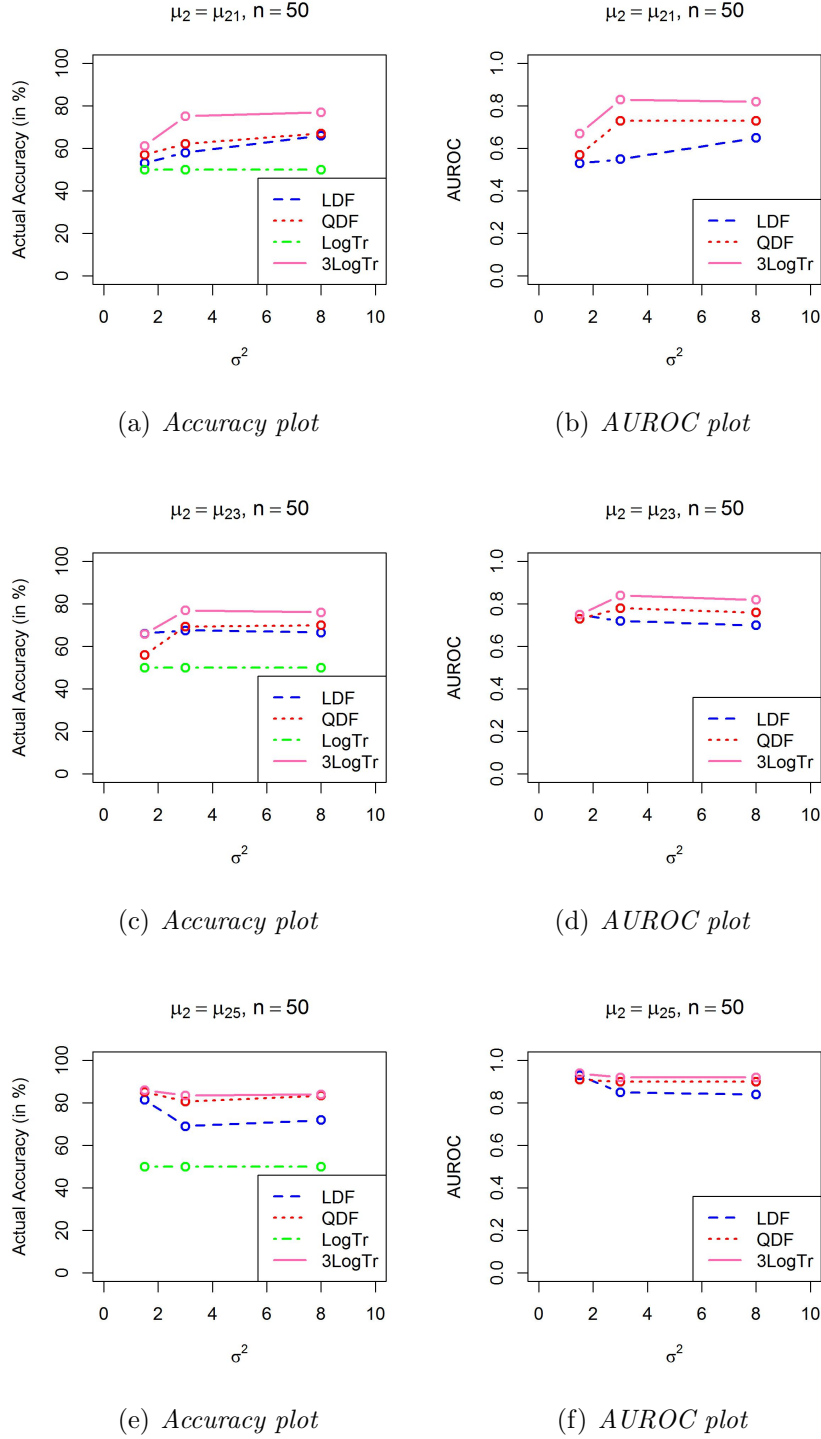 μ2 = μ21, n = 50
Actual Accuracy (in %)
0 20 40 60 80 100
LDF
QDF
LogTr
3LogTr
0 2 4 6 8 10
σ2
(a) Accuracy plot
μ2 = μ21, n = 50
AUROC
0.0 0.2 0.4 0.6 0.8 1.0
LDF
QDF
3LogTr
0 2 4 6 8 10
σ2
(b) AUROC plot
μ2 = μ23, n = 50
Actual Accuracy (in %)
0 20 40 60 80 100
LDF
QDF
LogTr
3LogTr
0 2 4 6 8 10
σ2
(c) Accuracy plot
μ2 = μ23, n = 50
AUROC
0.0 0.2 0.4 0.6 0.8 1.0
LDF
QDF
3LogTr
0 2 4 6 8 10
σ2
(d) AUROC plot
μ2 = μ25, n = 50
Actual Accuracy (in %)
0 20 40 60 80 100
LDF
QDF
LogTr
3LogTr
0 2 4 6 8 10
σ2
(e) Accuracy plot
μ2 = μ25, n = 50
AUROC
0.0 0.2 0.4 0.6 0.8 1.0
LDF
QDF
3LogTr
0 2 4 6 8 10
σ2
(f) AUROC plot